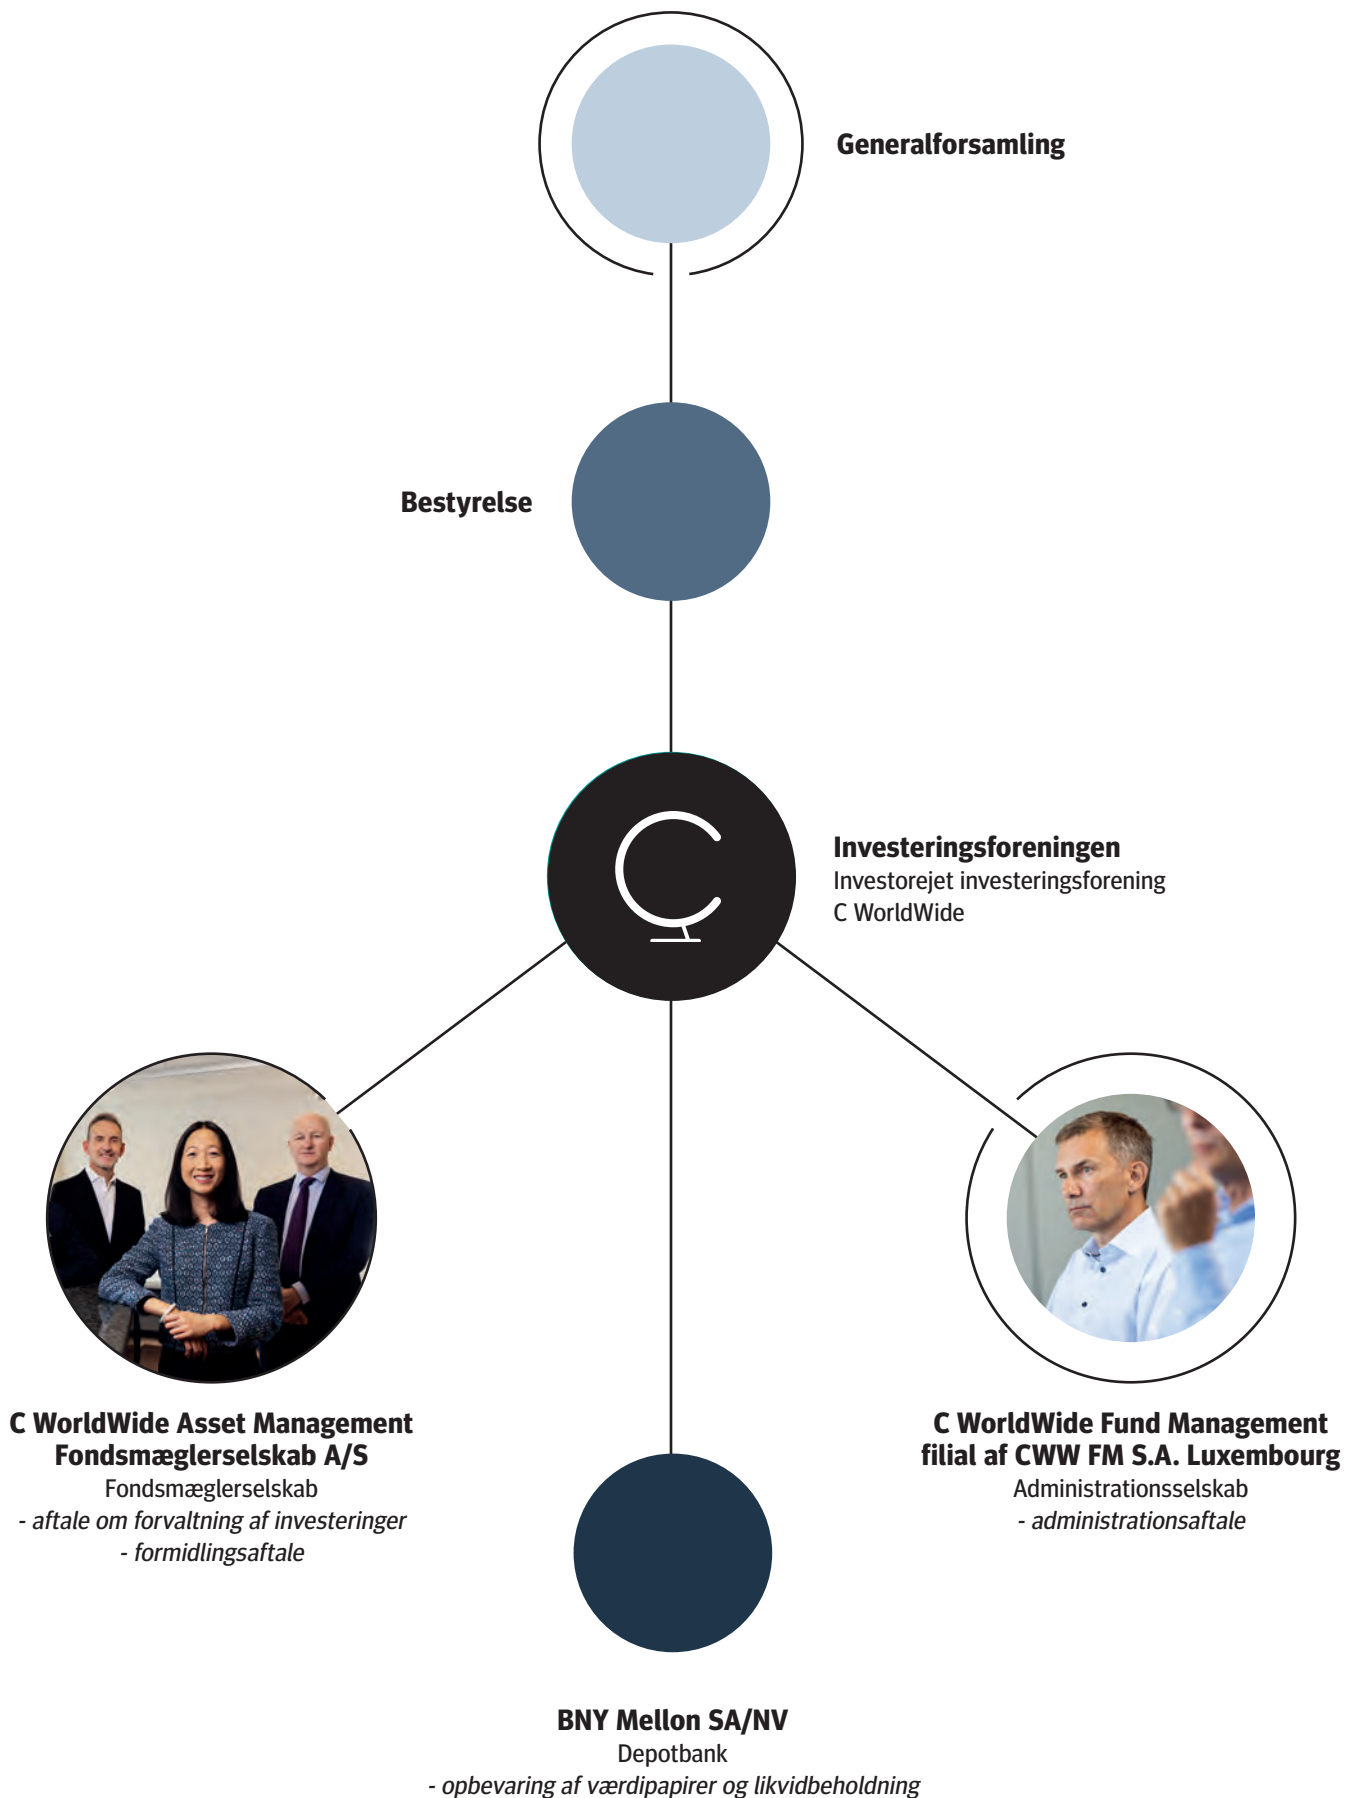 Generalforsamling
Bestyrelse
Investeringsforeningen
Investorejet investeringsforening
C WorldWide
C WorldWide Asset Management
Fondsmæglerselskab A/S
Fondsmæglerselskab
- aftale om forvaltning af investeringer
- formidlingsaftale
C WorldWide Fund Management
filial af CWW FM S.A. Luxembourg
Administrationsselskab
- administrationsaftale
BNY Mellon SA/NV
Depotbank
- opbevaring af værdipapirer og likvidbeholdning